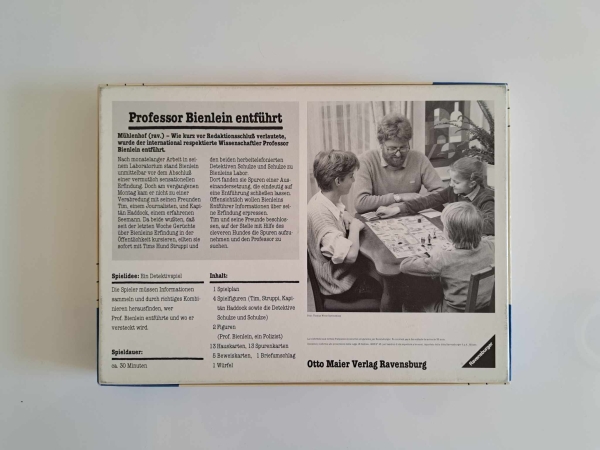 Professor Bienlein entführt
Mühlenhof (rav.) – Wie kurz vor Redaktionsschluß verlautete,
wurde der international respektierte Wissenschaftler Professor
Bienlein entführt.
Nach monatelanger Arbeit in sei-
nem Laboratorium stand Bienlein
unmittelbar vor dem Abschluß
einer vermutlich sensationellen
Erfindung. Doch am vergangenen
Montag kam er nicht zu einer
Verabredung mit seinen Freunden
Tim, einem Journalisten, und Kapi-
tän Haddock, einem erfahrenen
Seemann. Da beide wußten, daß
seit der letzten Woche Gerüchte
über Bienleins Erfindung in der
Öffentlichkeit kursieren, eilten sie
sofort mit Tims Hund Struppi und
den beiden herbeitelefonierten
Detektiven Schulze und Schulze zu
Bienleins Labor.
Dort fanden sie Spuren einer Aus-
einandersetzung, die eindeutig auf
eine Entführung schließen lassen.
Offensichtlich wollen Bienleins
Entführer Informationen über sei-
ne Erfindung erpressen.
Tim und seine Freunde beschlos-
sen, auf der Stelle mit Hilfe des
cleveren Hundes die Spuren aufzu-
nehmen und den Professor zu
suchen.
Spielidee: Ein Detektivspiel
Die Spieler müssen Informationen
sammeln und durch richtiges Kombi-
nieren herausfinden, wer
Prof. Bienlein entführte und wo er
versteckt wird.
Spieldauer:
ca. 30 Minuten
Inhalt:
1 Spielplan
4 Spielfiguren (Tim, Struppi, Kapi-
tän Haddock sowie die Detektive
Schulze und Schulze)
2 Figuren
(Prof. Bienlein, ein Polizist)
13 Hauskarten, 13 Spurenkarten
5 Beweiskarten, 1 Briefumschlag
1 Würfel
Otto Maier Verlag Ravensburg
Ravensburger